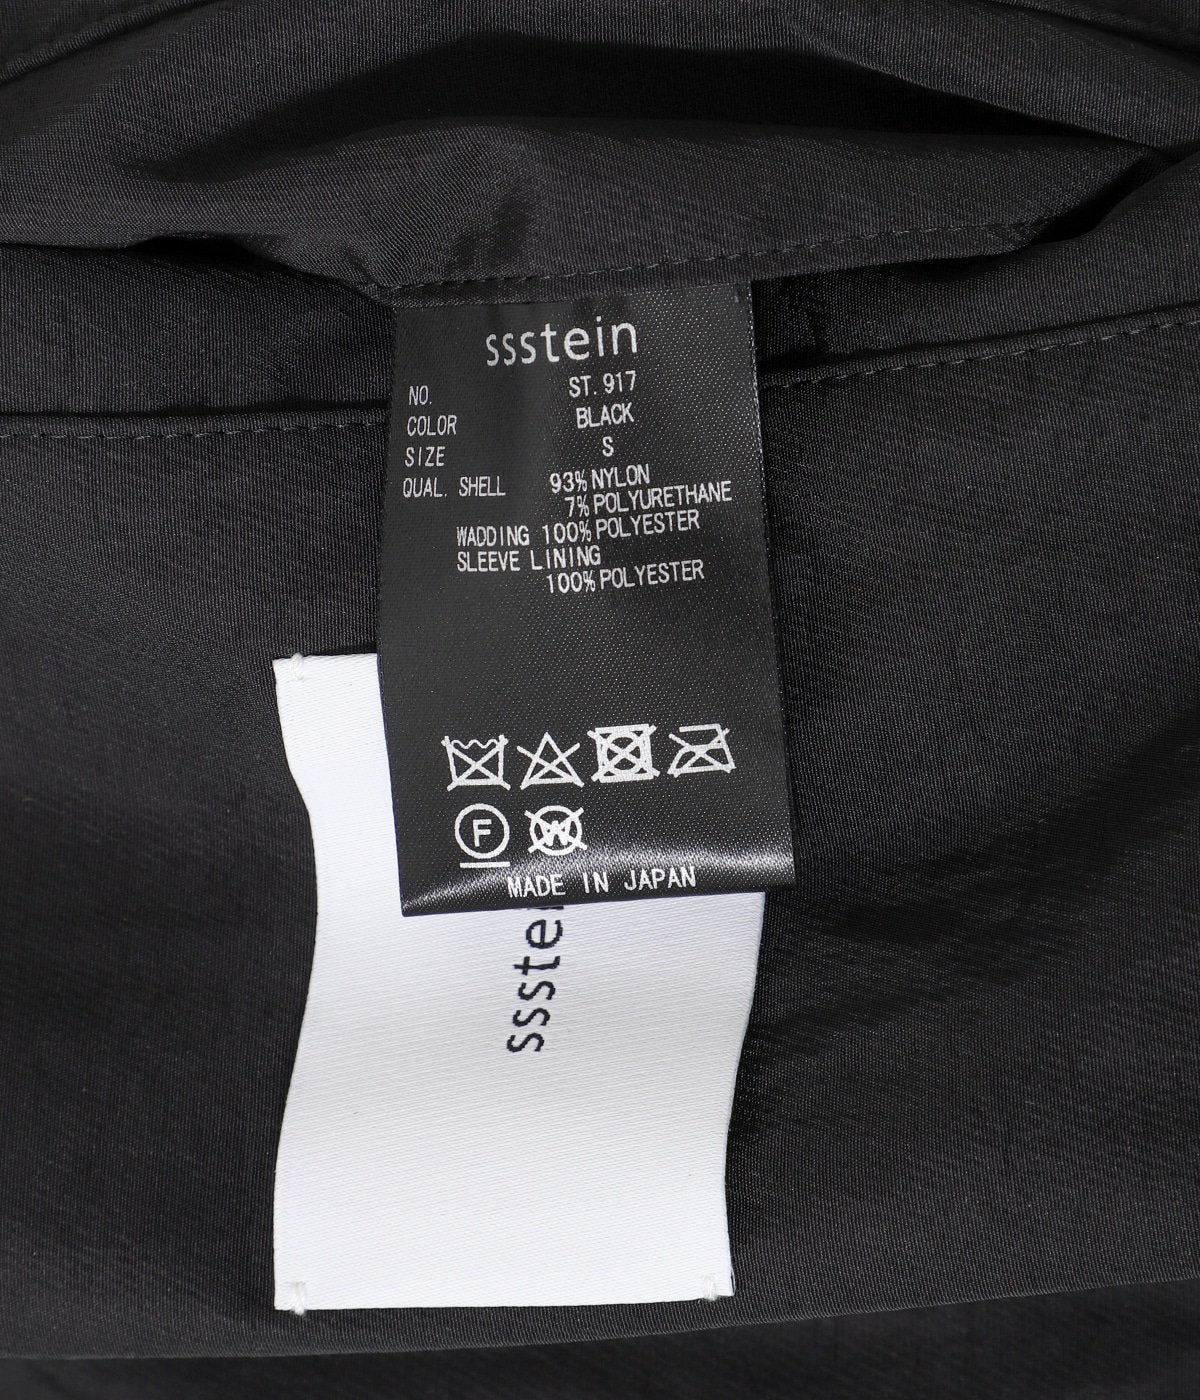 ssstein
NO. ST.917
COLOR BLACK
SIZE S
QUAL. SHELL 93% NYLON
7% POLYURETHANE
WADDING 100% POLYESTER
SLEEVE LINING
100% POLYESTER
F
W
MADE IN JAPAN
ssstei